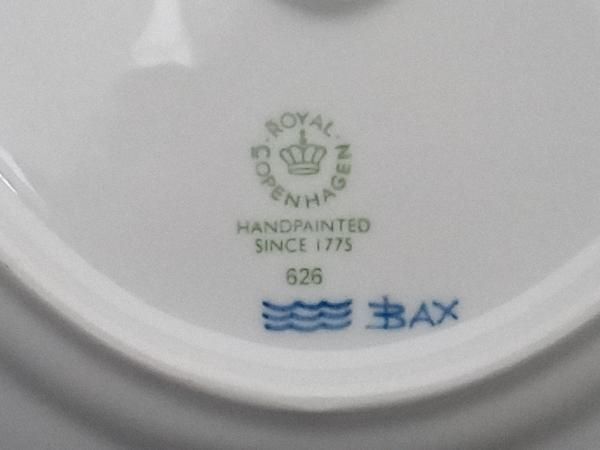 ROYAL
COPENHAGEN
HANDPAINTED
SINCE 1775
626
BAX